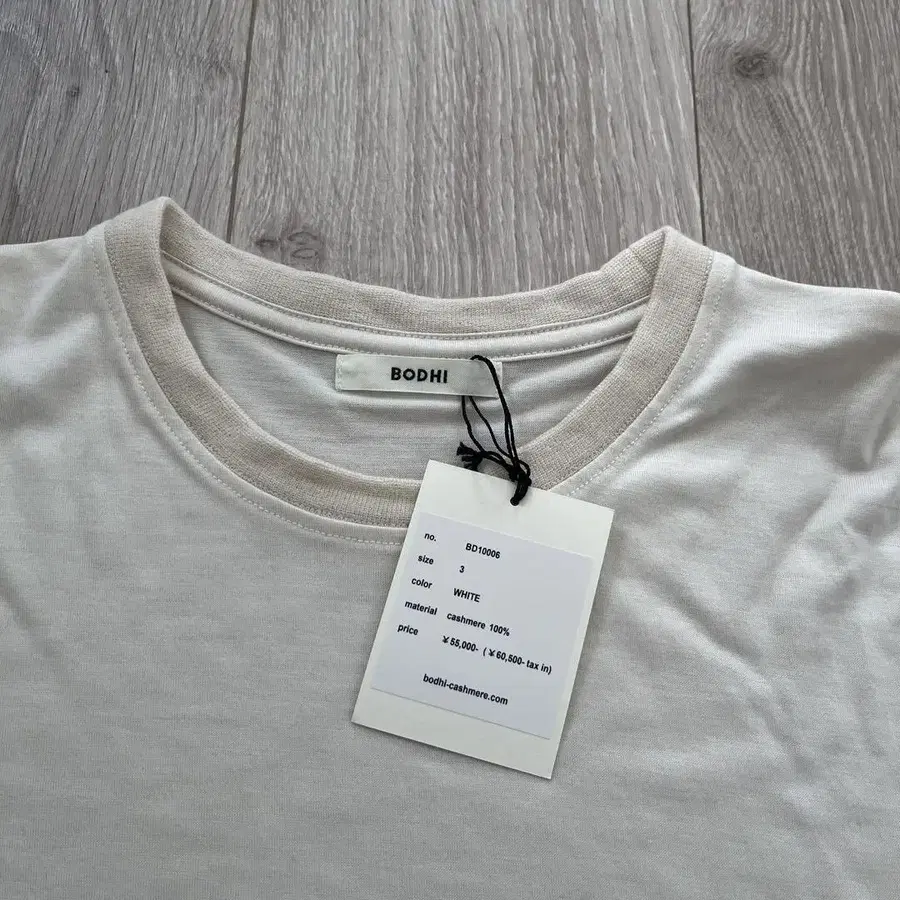 BODHI
no. BD10006
size 3
color WHITE
material cashmere 100%
price ￥55,000- (￥60,500- tax in)
bodhi-cashmere.com